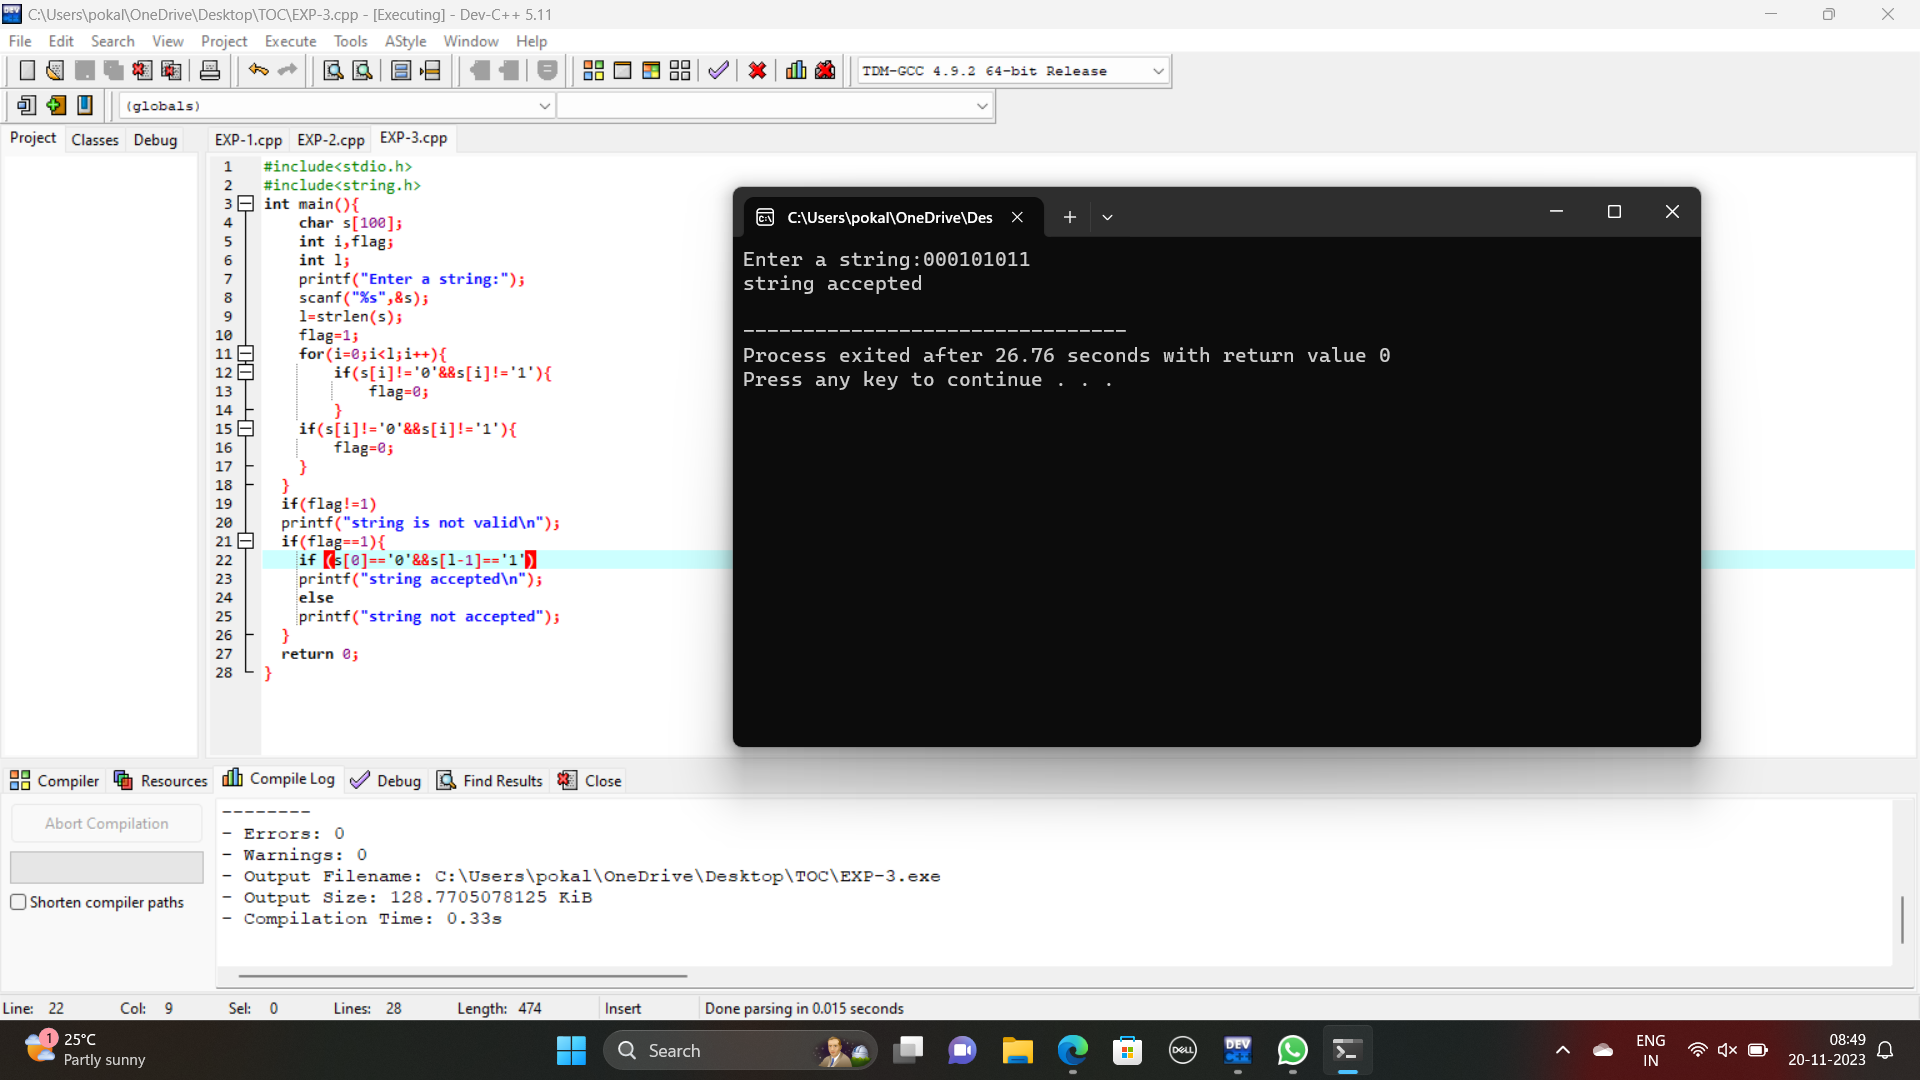 C:\Users\pokal\OneDrive\Desktop\TOC\EXP-3.cpp - [Executing] - Dev-C++ 5.11
File Edit Search View Project Execute Tools AStyle Window Help
TDM-GCC 4.9.2 64-bit Release
(globals)
Project Classes Debug EXP-1.cpp EXP-2.cpp EXP-3.cpp
1 #include<stdio.h>
2 #include<string.h>
3 int main(){
4 char s[100];
5 int i,flag;
6 int l;
7 printf("Enter a string:");
8 scanf("%s",&s);
9 l=strlen(s);
10 flag=1;
11 for(i=0;i<l;i++){
12 if(s[i]!='0'&&s[i]!='1'){
13 flag=0;
14 }
15 if(s[i]!='0'&&s[i]!='1'){
16 flag=0;
17 }
18 }
19 if(flag!=1)
20 printf("string is not valid\n");
21 if(flag==1){
22 if (s[0]=='0'&&s[l-1]=='1')
23 printf("string accepted\n");
24 else
25 printf("string not accepted");
26 }
27 return 0;
28 }
C:\Users\pokal\OneDrive\Des
Enter a string:000101011
string accepted
--------------------------------
Process exited after 26.76 seconds with return value 0
Press any key to continue . . .
Compiler Resources Compile Log Debug Find Results Close
Abort Compilation
Shorten compiler paths
--------
- Errors: 0
- Warnings: 0
- Output Filename: C:\Users\pokal\OneDrive\Desktop\TOC\EXP-3.exe
- Output Size: 128.7705078125 KiB
- Compilation Time: 0.33s
Line: 22 Col: 9 Sel: 0 Lines: 28 Length: 474 Insert Done parsing in 0.015 seconds
1
25°C
Partly sunny
Search
DELL
DEV
C++
ENG
IN
08:49
20-11-2023